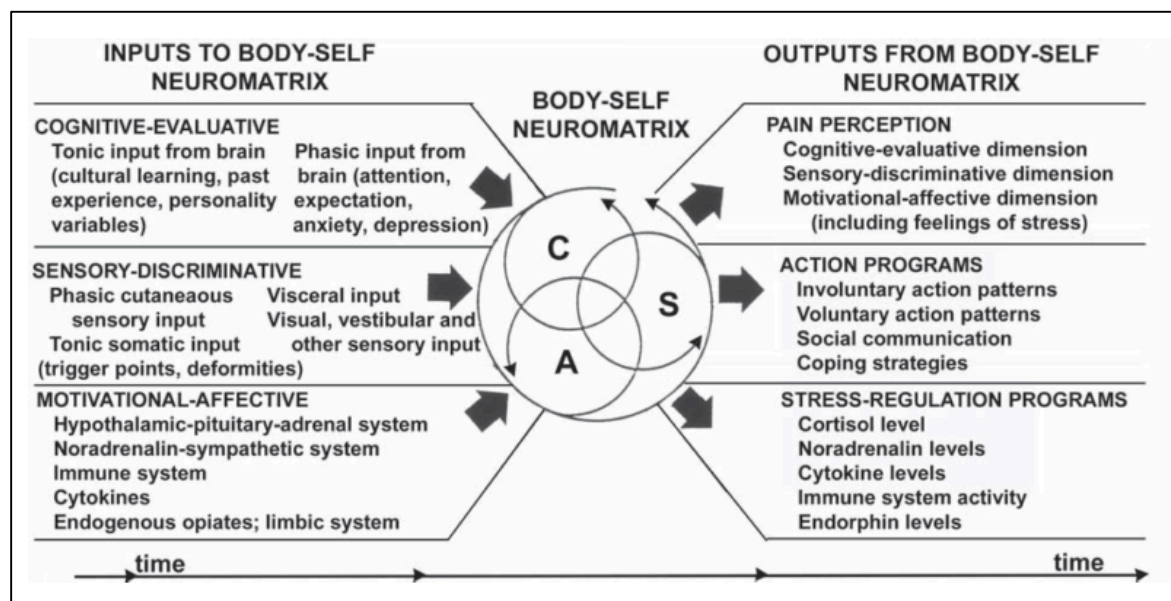 INPUTS TO BODY-SELF
NEUROMATRIX
COGNITIVE-EVALUATIVE
Tonic input from brain
(cultural learning, past
experience, personality
variables)
Phasic input from
brain (attention,
expectation,
anxiety, depression)
SENSORY-DISCRIMINATIVE
Phasic cutaneaous
sensory input
Tonic somatic input
(trigger points, deformities)
Visceral input
Visual, vestibular and
other sensory input
MOTIVATIONAL-AFFECTIVE
Hypothalamic-pituitary-adrenal system
Noradrenalin-sympathetic system
Immune system
Cytokines
Endogenous opiates; limbic system
BODY-SELF
NEUROMATRIX
C
S
A
OUTPUTS FROM BODY-SELF
NEUROMATRIX
PAIN PERCEPTION
Cognitive-evaluative dimension
Sensory-discriminative dimension
Motivational-affective dimension
(including feelings of stress)
ACTION PROGRAMS
Involuntary action patterns
Voluntary action patterns
Social communication
Coping strategies
STRESS-REGULATION PROGRAMS
Cortisol level
Noradrenalin levels
Cytokine levels
Immune system activity
Endorphin levels
time
time